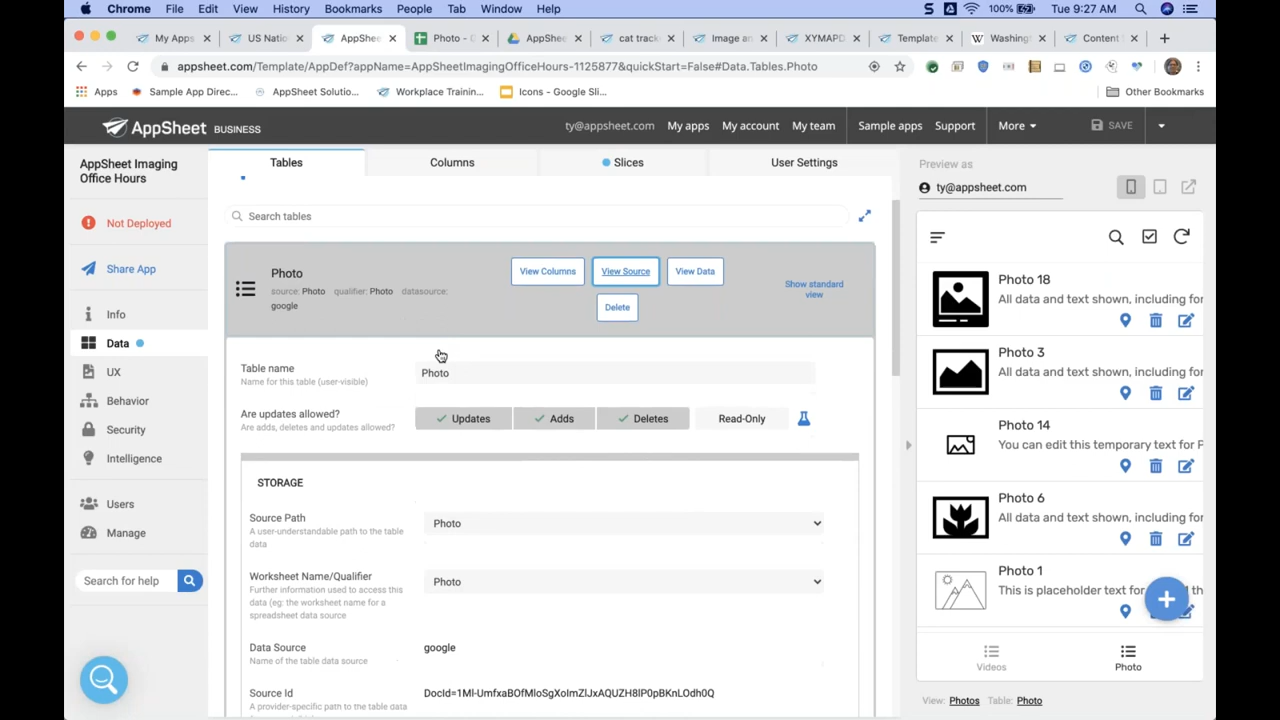 Chrome File Edit View History Bookmarks People Tab Window Help 100% Tue 9:27 AM
My Apps US Nation AppShee Photo - D AppShee cat track Image an XYMAPD Template W Washingt Content S
appsheet.com/Template/AppDef?appName=AppSheetImagingOfficeHours-1125877&quickStart=False#Data.Tables.Photo
Apps Sample App Direc... AppSheet Solutio... Workplace Trainin... Icons - Google Sli... Other Bookmarks
AppSheet BUSINESS ty@appsheet.com My apps My account My team Sample apps Support More SAVE
AppSheet Imaging
Office Hours
Not Deployed
Share App
Info
Data
UX
Behavior
Security
Intelligence
Users
Manage
Search for help
Tables Columns Slices User Settings
Search tables
Photo
source: Photo qualifier: Photo datasource:
google
View Columns View Source View Data
Delete
Show standard
view
Table name
Name for this table (user-visible)
Photo
Are updates allowed?
Are adds, deletes and updates allowed?
Updates Adds Deletes Read-Only
STORAGE
Source Path
A user-understandable path to the table
data
Photo
Worksheet Name/Qualifier
Further information used to access this
data (eg: the worksheet name for a
spreadsheet data source
Photo
Data Source
Name of the table data source
google
Source Id
A provider-specific path to the table data
Preview as
ty@appsheet.com
Photo 18
All data and text shown, including for
Photo 3
All data and text shown, including for
Photo 14
You can edit this temporary text for P
Photo 6
All data and text shown, including for
Photo 1
This is placeholder text for
Videos Photo
View: Photos Table: Photo